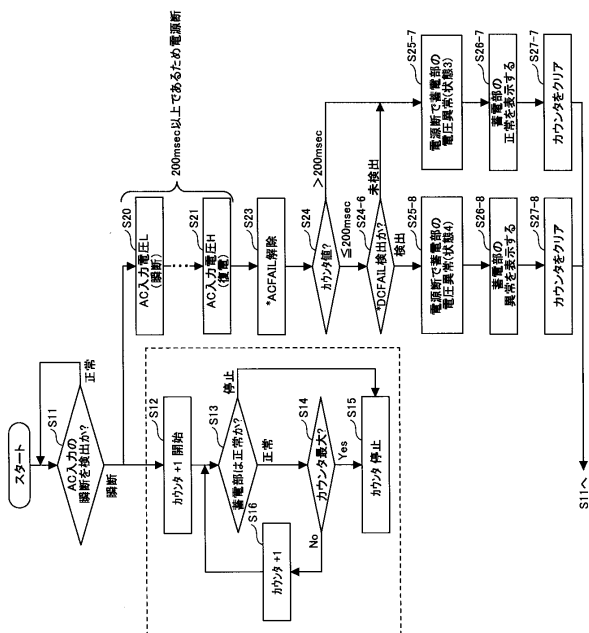 スタート
S11
AC入力の
瞬断を検出か?
正常
瞬断
S12
カウンタ +1 開始
S13
蓄電部は正常か?
停止
正常
S14
カウンタ最大?
No
Yes
S16
カウンタ +1
S15
カウンタ 停止
200msec以上であるため電源断
S20
AC入力電圧L
(瞬断)
S21
AC入力電圧H
(復電)
S23
*ACFAIL解除
S24
カウンタ値?
>200msec
≦200msec
S24-6
*DCFAIL検出か?
未検出
検出
S25-8
電源断で蓄電部の
電圧異常(状態4)
S26-8
蓄電部の
異常を表示する
S27-8
カウンタをクリア
S25-7
電源断で蓄電部の
電圧異常(状態3)
S26-7
蓄電部の
正常を表示する
S27-7
カウンタをクリア
S11へ